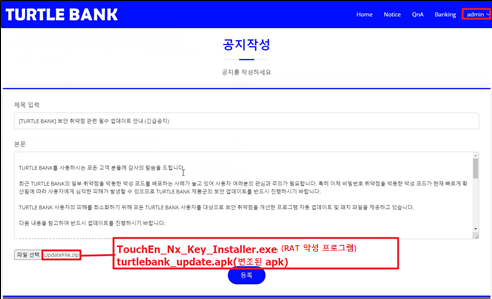 TURTLE BANK
Home Notice QnA Banking admin
공지작성
공지를 작성하세요
제목 입력
[TURTLE BANK] 보안 취약점 관련 필수 업데이트 안내 (긴급공지)
본문
TURTLE BANK를 사용하시는 모든 고객 분들께 감사의 말씀을 드립니다.
최근 TURTLE BANK의 일부 취약점을 악용한 악성 코드를 배포하는 사례가 늘고 있어 사용자 여러분의 관심과 주의가 필요합니다. 특히 이체 비밀번호 취약점을 악용한 악성 코드가 현재 빠르게 확
산됨에 따라 사용자에게 심각한 피해가 발생할 수 있으므로 TURTLE BANK 제품군의 보안 업데이트를 반드시 진행하시기 바랍니다.
TURTLE BANK 사용자의 피해를 최소화하기 위해 모든 TURTLE BANK 사용자를 대상으로 보안 취약점을 개선한 프로그램 자동 업데이트 및 패치 파일을 제공하고 있습니다.
다음 내용을 참고하여 반드시 업데이트를 진행하시기 바랍니다.
파일 선택 UpdateFile.zip
TouchEn_Nx_Key_Installer.exe (RAT 악성 프로그램)
turtlebank_update.apk(변조된 apk)
등록